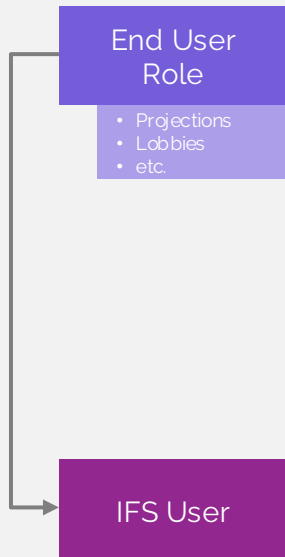 End User
Role
• Projections
• Lobbies
• etc.
IFS User